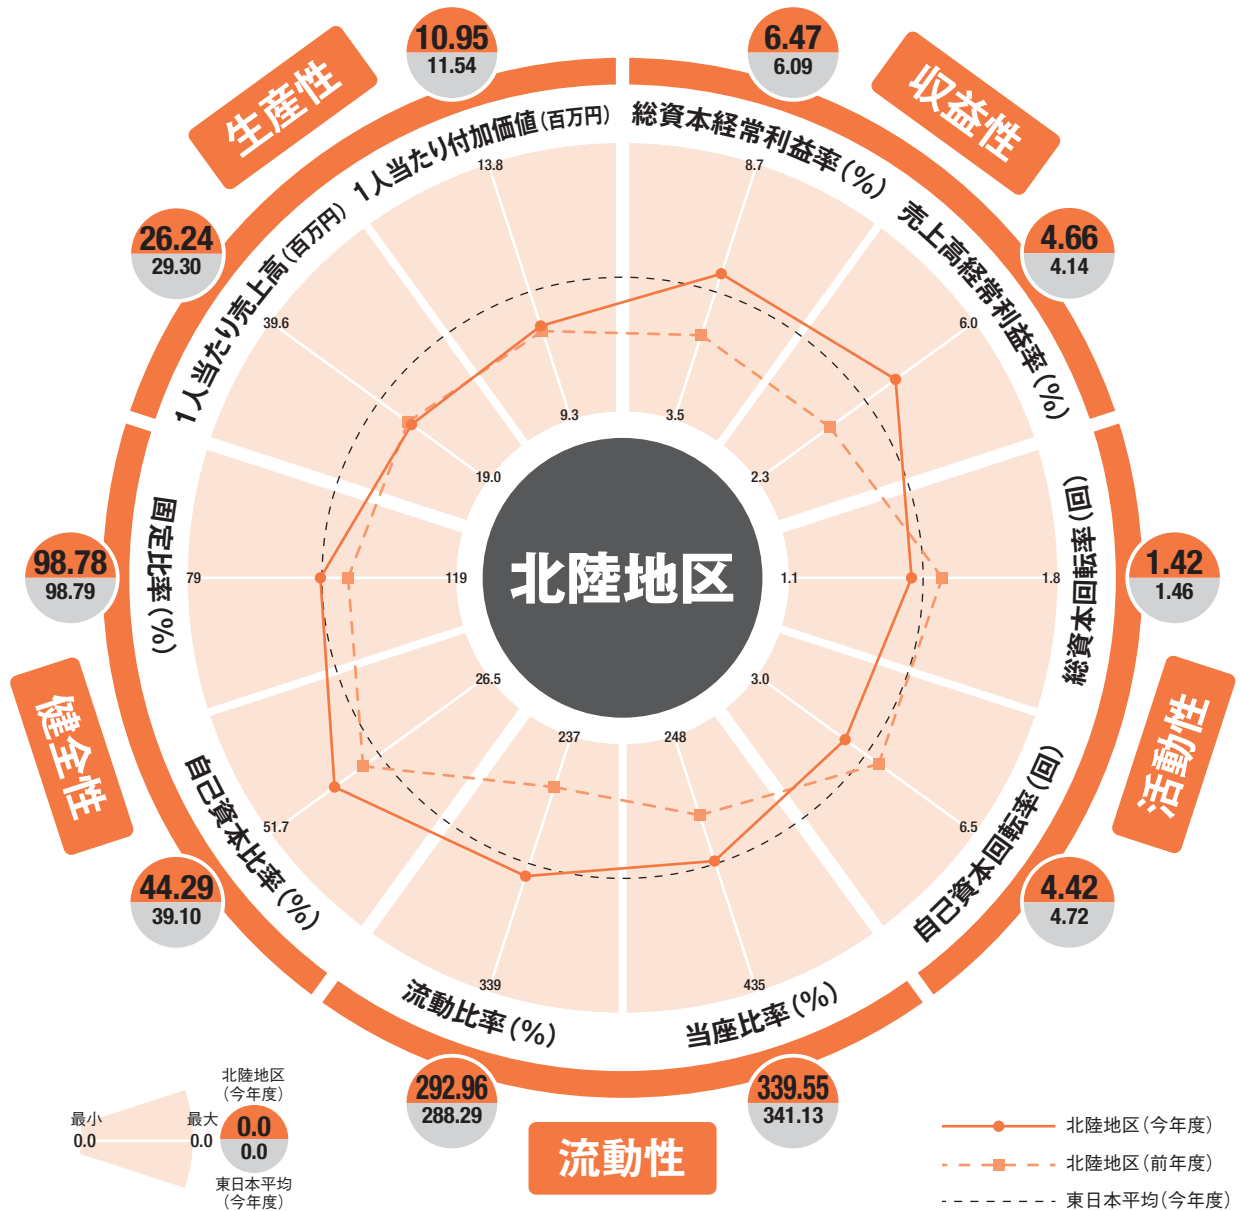 生産性
10.95
11.54
6.47
6.09
収益性
1人当たり付加価値(百万円)
総資本経常利益率(%)
13.8
8.7
26.24
29.30
1人当たり売上高(百万円)
売上高経常利益率(%)
4.66
4.14
39.6
6.0
9.3
3.5
19.0
2.3
98.78
98.79
固定比率(%)
79
119
北陸地区
1.1
1.8
総資本回転率(回)
1.42
1.46
26.5
3.0
237
248
健全性
活動性
自己資本比率(%)
51.7
6.5
自己資本回転率(回)
44.29
39.10
4.42
4.72
339
435
流動比率(%)
当座比率(%)
292.96
288.29
339.55
341.13
流動性
最小
0.0
最大
0.0
北陸地区
(今年度)
0.0
0.0
東日本平均
(今年度)
北陸地区(今年度)
北陸地区(前年度)
東日本平均(今年度)